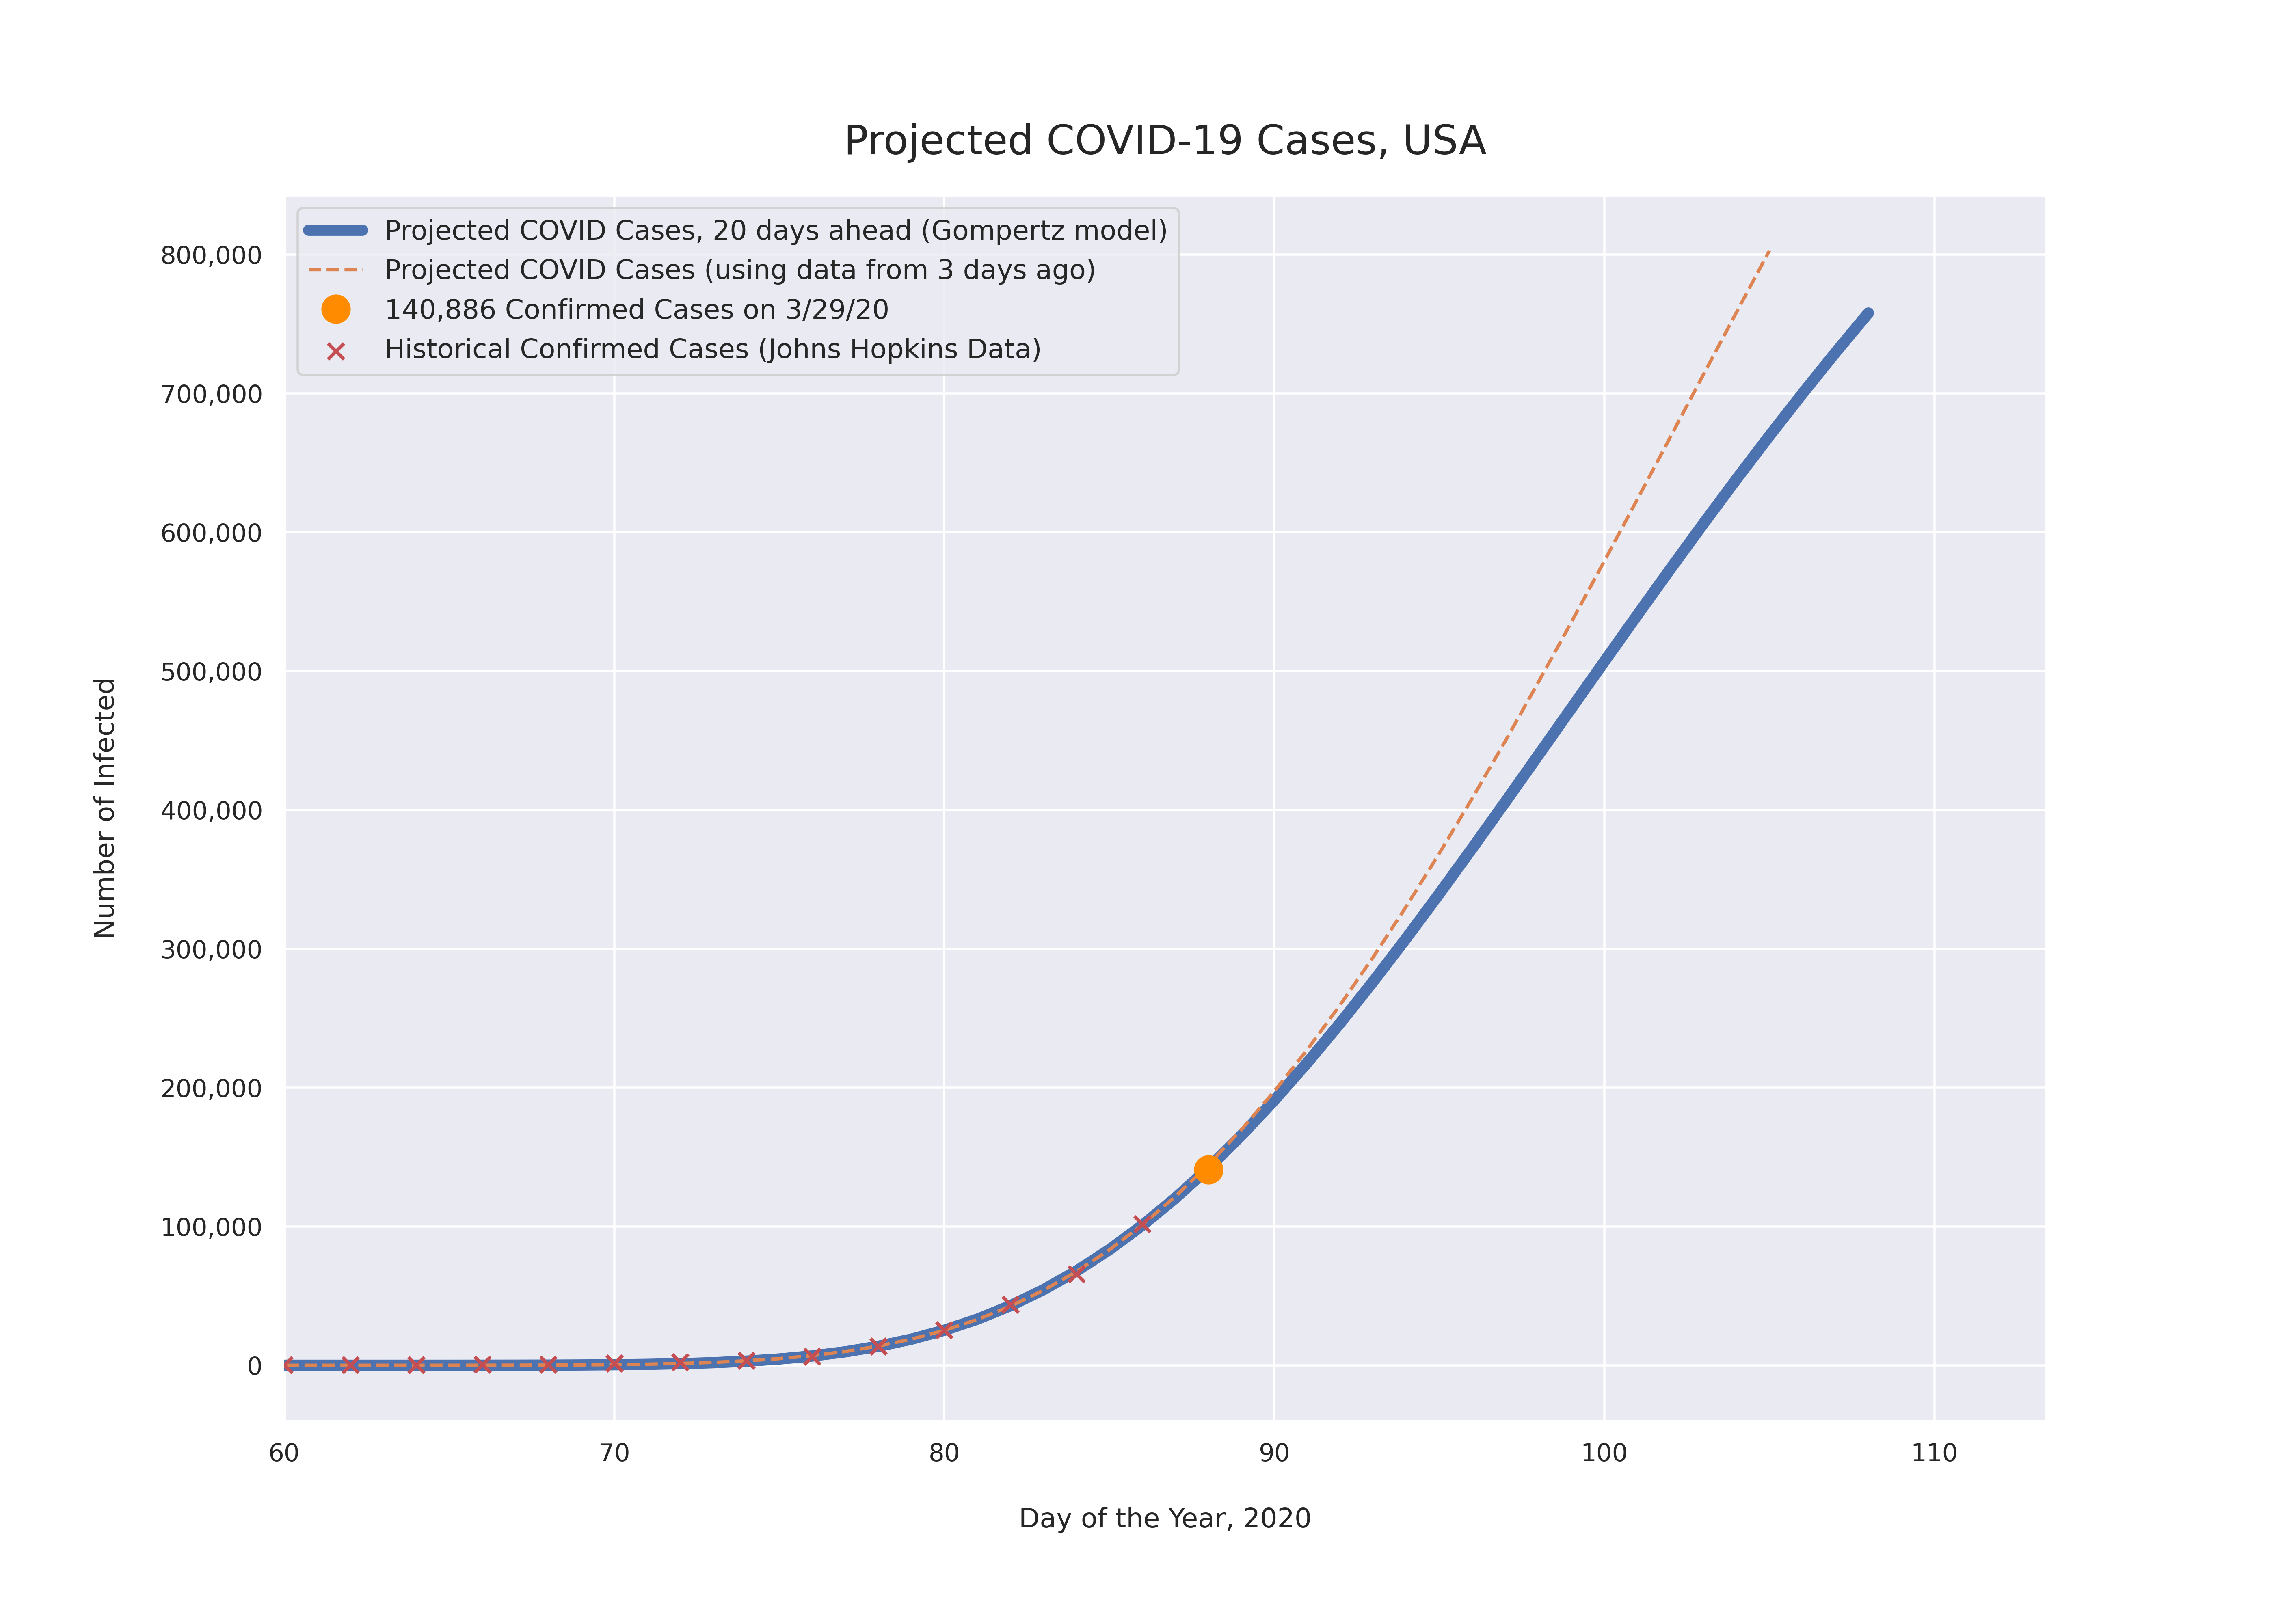 Projected COVID-19 Cases, USA
Projected COVID Cases, 20 days ahead (Gompertz model)
Projected COVID Cases (using data from 3 days ago)
140,886 Confirmed Cases on 3/29/20
Historical Confirmed Cases (Johns Hopkins Data)
800,000
700,000
600,000
500,000
400,000
300,000
200,000
100,000
0
Number of Infected
60 70 80 90 100 110
Day of the Year, 2020